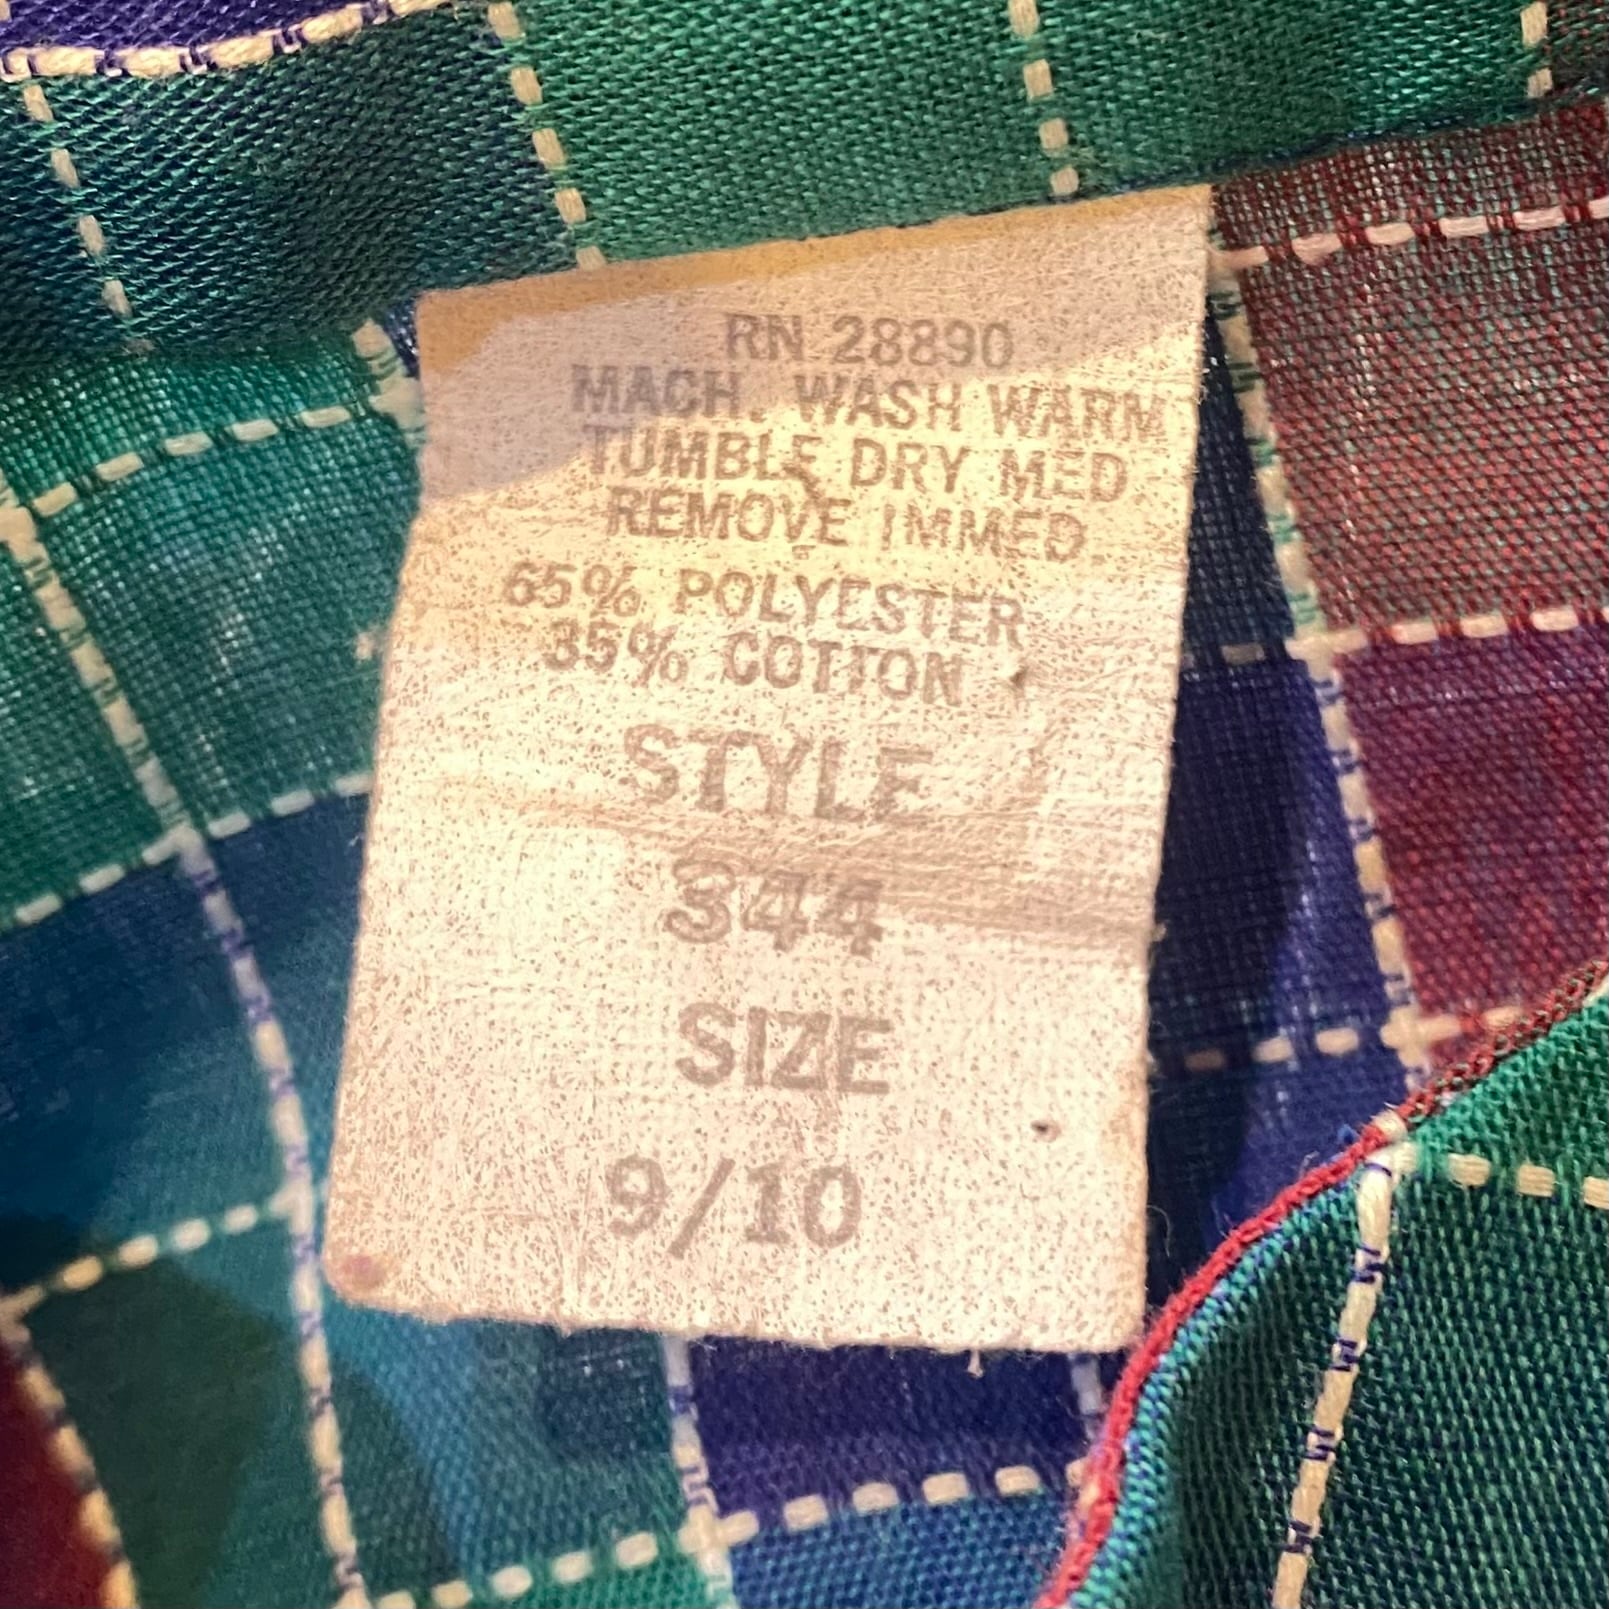 RN 28890
MACH. WASH WARM
TUMBLE DRY MED
REMOVE IMMED.
65% POLYESTER
35% COTTON
STYLE
344
SIZE
9/10